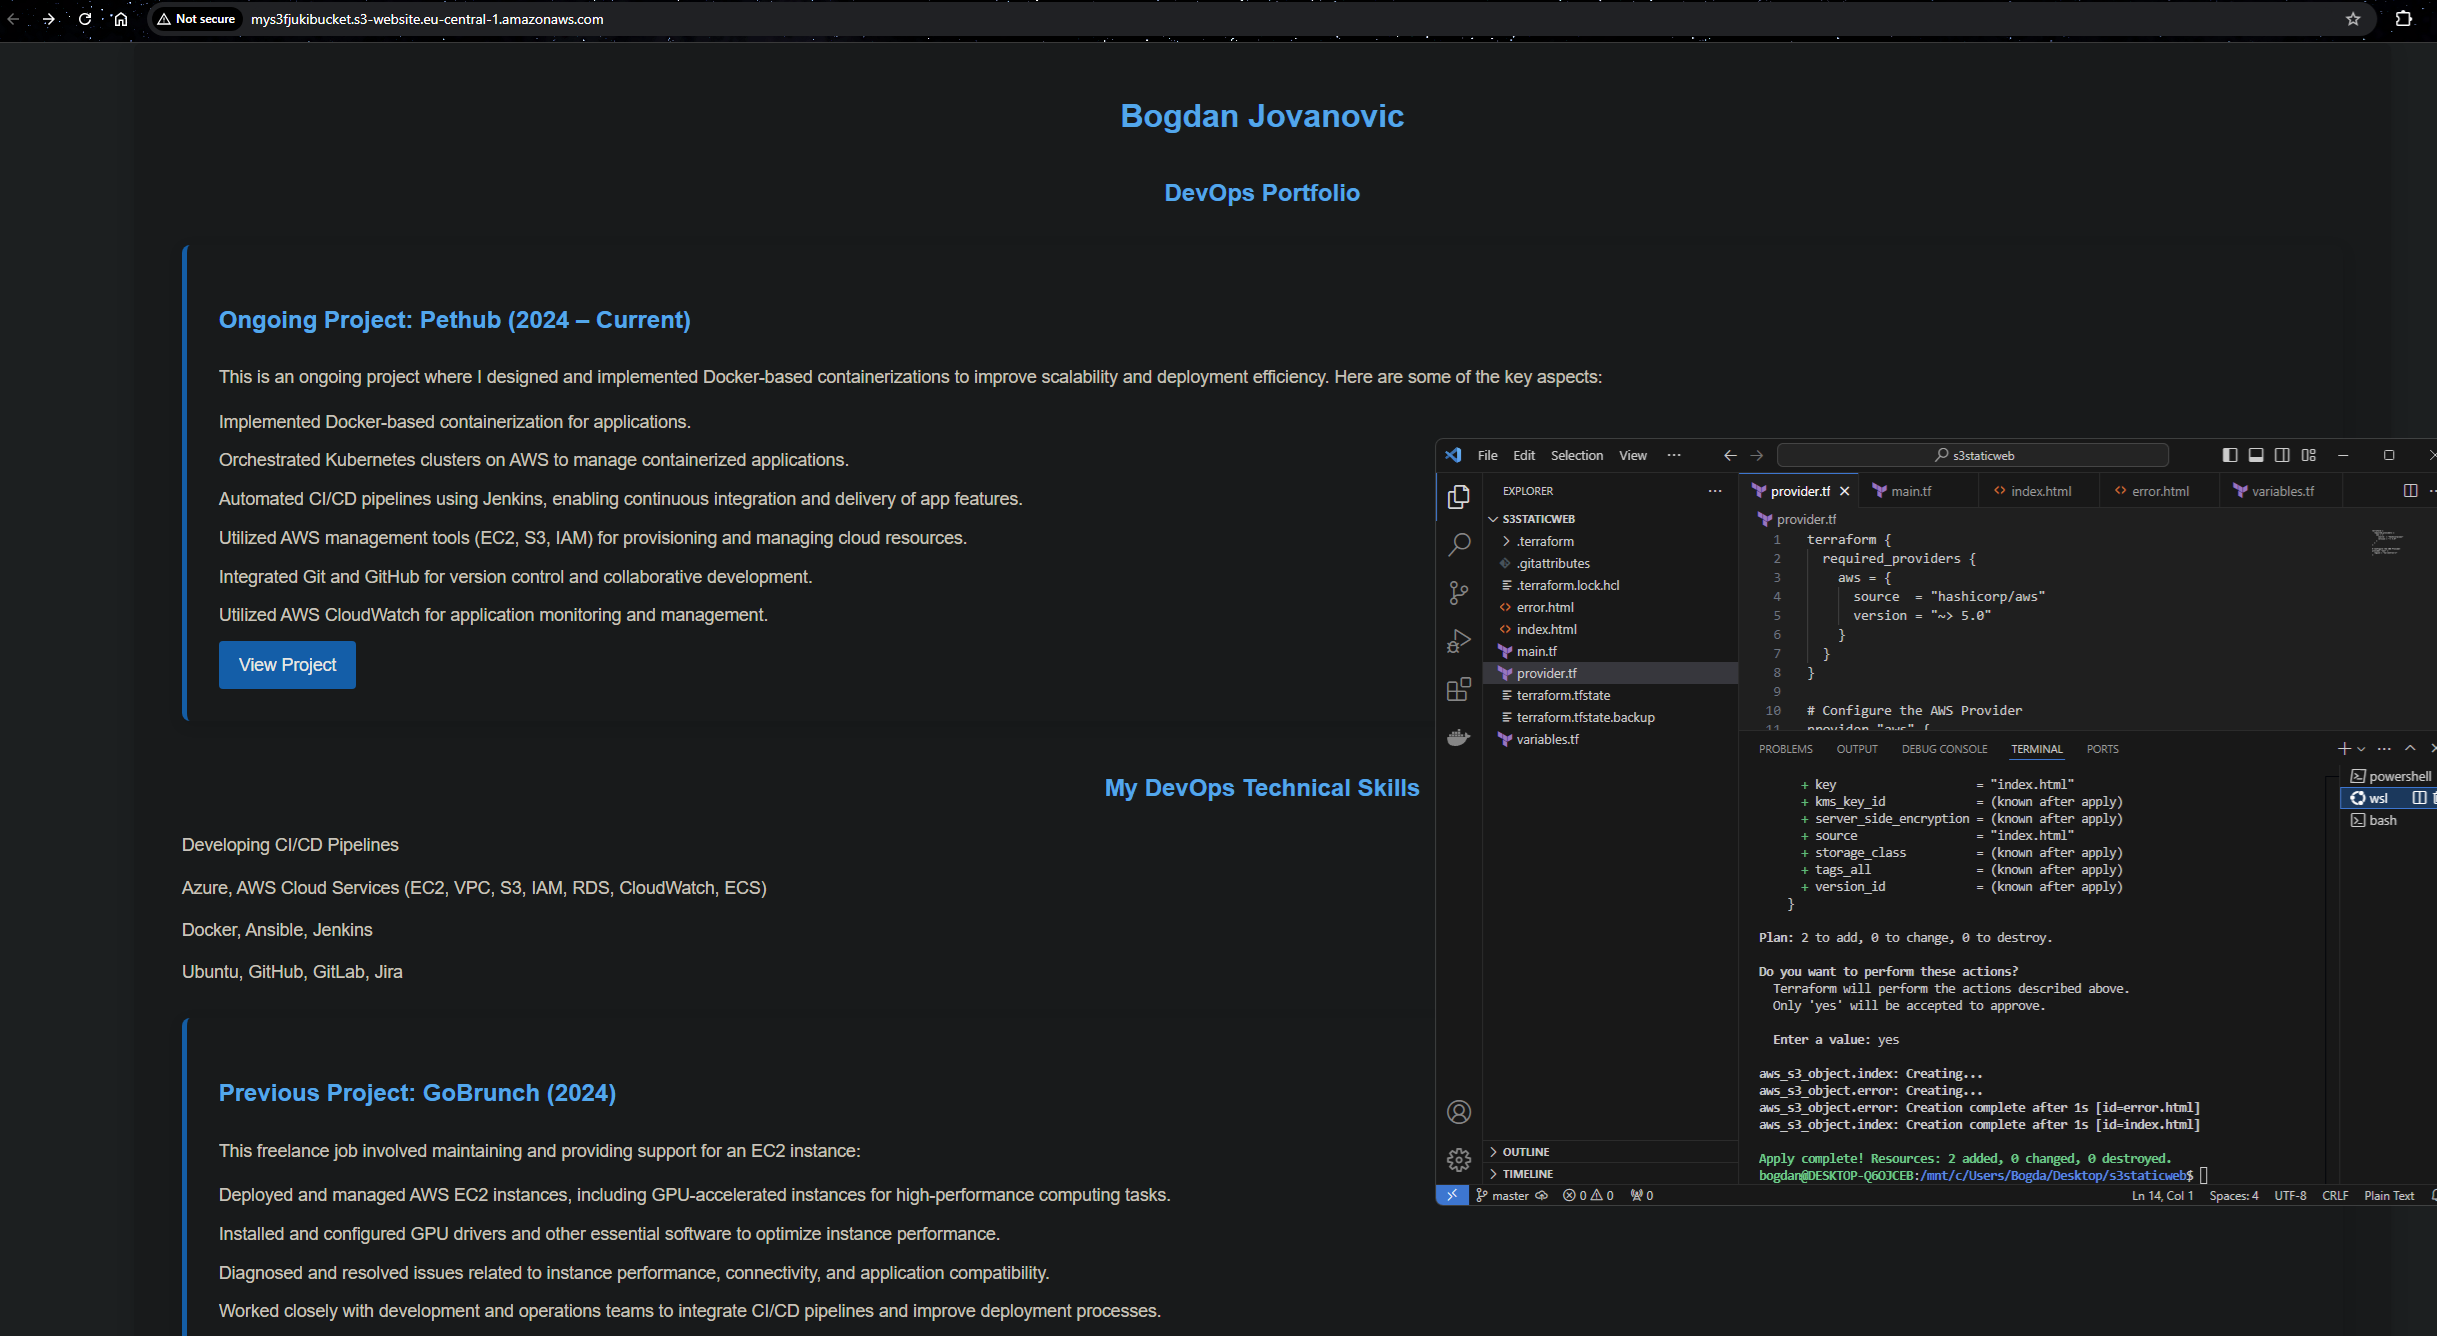 Not secure
mys3fjukibucket.s3-website.eu-central-1.amazonaws.com
Bogdan Jovanovic
DevOps Portfolio
Ongoing Project: Pethub (2024 – Current)
This is an ongoing project where I designed and implemented Docker-based containerizations to improve scalability and deployment efficiency. Here are some of the key aspects:
Implemented Docker-based containerization for applications.
Orchestrated Kubernetes clusters on AWS to manage containerized applications.
Automated CI/CD pipelines using Jenkins, enabling continuous integration and delivery of app features.
Utilized AWS management tools (EC2, S3, IAM) for provisioning and managing cloud resources.
Integrated Git and GitHub for version control and collaborative development.
Utilized AWS CloudWatch for application monitoring and management.
View Project
My DevOps Technical Skills
Developing CI/CD Pipelines
Azure, AWS Cloud Services (EC2, VPC, S3, IAM, RDS, CloudWatch, ECS)
Docker, Ansible, Jenkins
Ubuntu, GitHub, GitLab, Jira
Previous Project: GoBrunch (2024)
This freelance job involved maintaining and providing support for an EC2 instance:
Deployed and managed AWS EC2 instances, including GPU-accelerated instances for high-performance computing tasks.
Installed and configured GPU drivers and other essential software to optimize instance performance.
Diagnosed and resolved issues related to instance performance, connectivity, and application compatibility.
Worked closely with development and operations teams to integrate CI/CD pipelines and improve deployment processes.
File Edit Selection View ··· s3staticweb
EXPLORER ···
S3STATICWEB
.terraform
.gitattributes
.terraform.lock.hcl
error.html
index.html
main.tf
provider.tf
terraform.tfstate
terraform.tfstate.backup
variables.tf
OUTLINE
TIMELINE
provider.tf main.tf index.html error.html variables.tf
provider.tf
1 terraform {
2 required_providers {
3 aws = {
4 source = "hashicorp/aws"
5 version = "~> 5.0"
6 }
7 }
8 }
9
10 # Configure the AWS Provider
11 provider "aws" {
PROBLEMS OUTPUT DEBUG CONSOLE TERMINAL PORTS
powershell
wsl
bash
+ key = "index.html"
+ kms_key_id = (known after apply)
+ server_side_encryption = (known after apply)
+ source = "index.html"
+ storage_class = (known after apply)
+ tags_all = (known after apply)
+ version_id = (known after apply)
}
Plan: 2 to add, 0 to change, 0 to destroy.
Do you want to perform these actions?
Terraform will perform the actions described above.
Only 'yes' will be accepted to approve.
Enter a value: yes
aws_s3_object.index: Creating...
aws_s3_object.error: Creating...
aws_s3_object.error: Creation complete after 1s [id=error.html]
aws_s3_object.index: Creation complete after 1s [id=index.html]
Apply complete! Resources: 2 added, 0 changed, 0 destroyed.
bogdan@DESKTOP-Q6OJCEB:/mnt/c/Users/Bogda/Desktop/s3staticweb$
master 0 0 0 Ln 14, Col 1 Spaces: 4 UTF-8 CRLF Plain Text